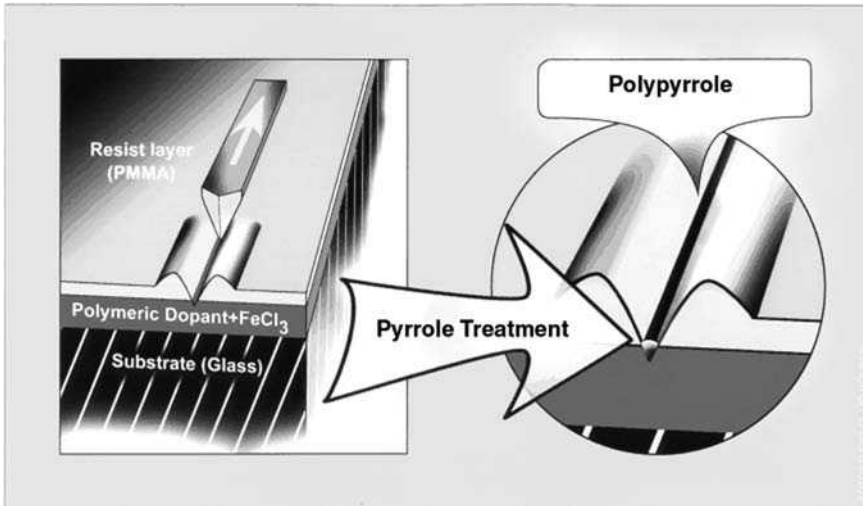 Resist layer
(PMMA)
Polymeric Dopant+FeCl₃
Substrate (Glass)
Pyrrole Treatment
Polypyrrole